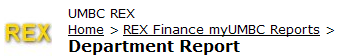 REX
UMBC REX
Home > REX Finance myUMBC Reports >
Department Report